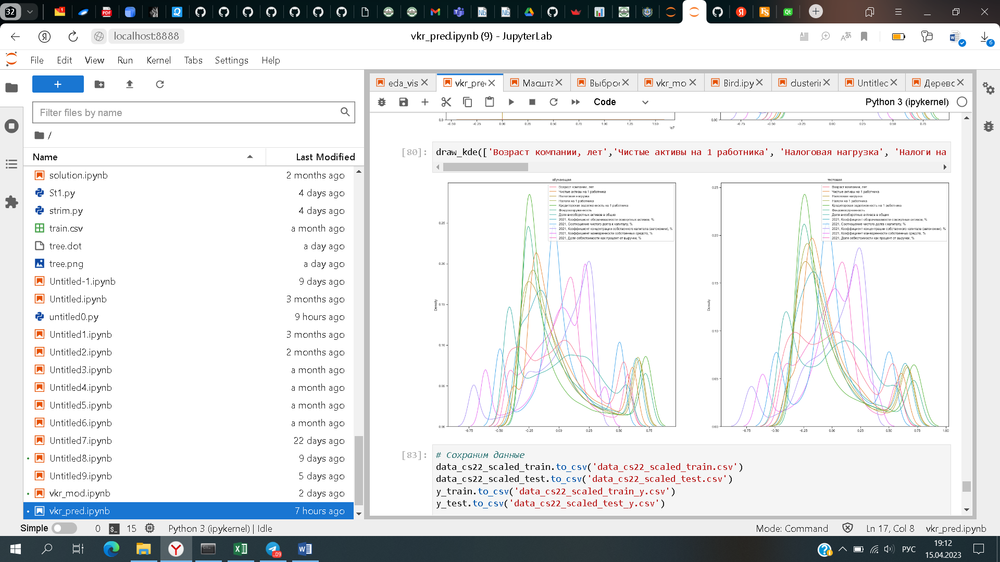 32
localhost:8888
vkr_pred.ipynb (9) - JupyterLab
6
File Edit View Run Kernel Tabs Settings Help
Filter files by name
/
Name Last Modified
solution.ipynb 2 months ago
St1.py 4 days ago
strim.py 4 days ago
train.csv a month ago
tree.dot a day ago
tree.png a day ago
Untitled-1.ipynb 9 days ago
Untitled.ipynb 3 months ago
untitled0.py 9 hours ago
Untitled1.ipynb 3 months ago
Untitled2.ipynb 2 months ago
Untitled3.ipynb a month ago
Untitled4.ipynb a month ago
Untitled5.ipynb a month ago
Untitled6.ipynb a month ago
Untitled7.ipynb 22 days ago
Untitled8.ipynb 9 days ago
Untitled9.ipynb 5 days ago
vkr_mod.ipynb 2 days ago
vkr_pred.ipynb 7 hours ago
eda_vis vkr_pre Масшта Выброс vkr_mo Bird.ipy clusterin Untitled Дерево
Code Python 3 (ipykernel)
0.0 −0.50 −0.25 0.00 0.25 0.50 0.75 1.00 1.25 1.50
1e7
0.00 −0.75 −0.50 −0.25 0.00 0.25 0.50 0.75
[80]: draw_kde(['Возраст компании, лет','Чистые активы на 1 работника', 'Налоговая нагрузка', 'Налоги на
обучающая
Возраст компании, лет
Чистые активы на 1 работника
Налоговая нагрузка
Налоги на 1 работника
Кредиторская задолженность на 1 работника
Фондовооруженность
Доля внеоборотных активов в общих
2021, Коэффициент оборачиваемости совокупных активов, %
2021, Соотношение чистого долга к капиталу, %
2021, Коэффициент концентрации собственного капитала (автономии), %
2021, Коэффициент маневренности собственных средств, %
2021, Доля себестоимости как процент от выручки, %
0.25
0.20
0.15
0.10
0.05
0.00
Density
−0.75 −0.50 −0.25 0.00 0.25 0.50 0.75
тестовая
Возраст компании, лет
Чистые активы на 1 работника
Налоговая нагрузка
Налоги на 1 работника
Кредиторская задолженность на 1 работника
Фондовооруженность
Доля внеоборотных активов в общих
2021, Коэффициент оборачиваемости совокупных активов, %
2021, Соотношение чистого долга к капиталу, %
2021, Коэффициент концентрации собственного капитала (автономии), %
2021, Коэффициент маневренности собственных средств, %
2021, Доля себестоимости как процент от выручки, %
0.25
0.20
0.15
0.10
0.05
0.00
Density
−0.75 −0.50 −0.25 0.00 0.25 0.50 0.75 1.00
[83]: # Сохраним данные
data_cs22_scaled_train.to_csv('data_cs22_scaled_train.csv')
data_cs22_scaled_test.to_csv('data_cs22_scaled_test.csv')
y_train.to_csv('data_cs22_scaled_train_y.csv')
y_test.to_csv('data_cs22_scaled_test_y.csv')
Simple 0 15 Python 3 (ipykernel) | Idle Mode: Command Ln 17, Col 8 vkr_pred.ipynb
РУС 19:12
15.04.2023